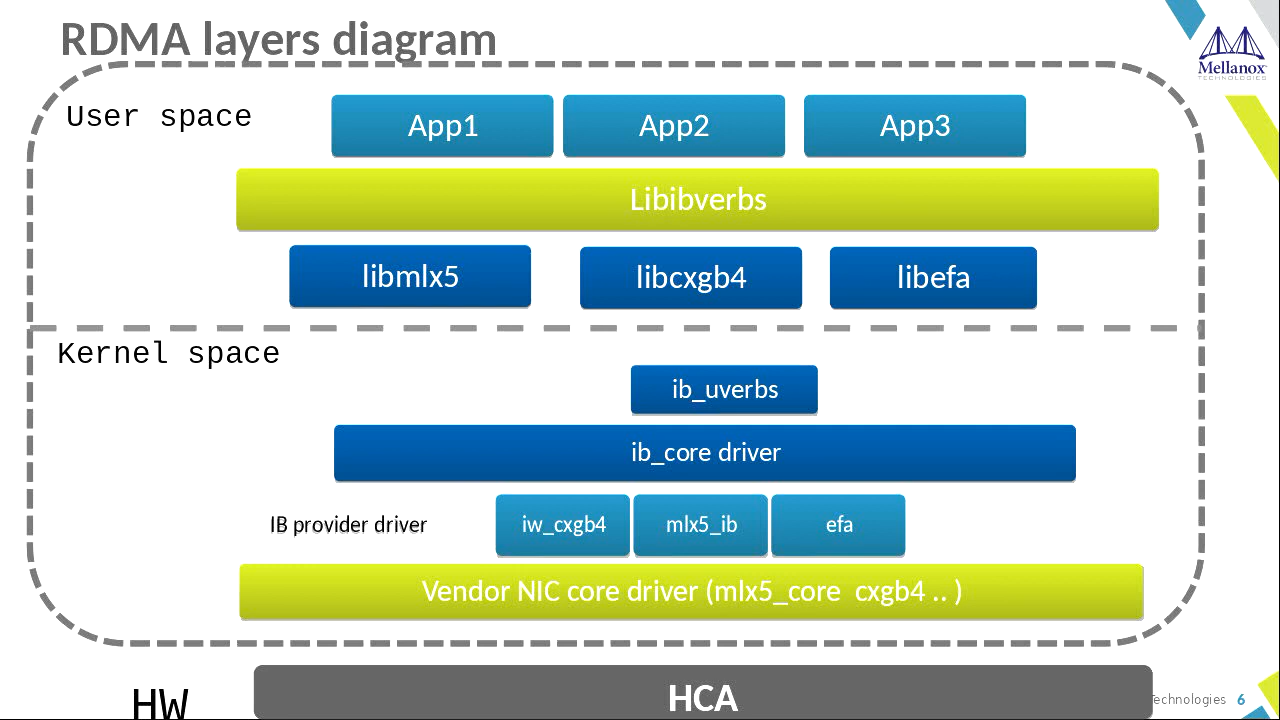 RDMA layers diagram
Mellanox
TECHNOLOGIES
User space
App1 App2 App3
Libibverbs
libmlx5 libcxgb4 libefa
Kernel space
ib_uverbs
ib_core driver
IB provider driver iw_cxgb4 mlx5_ib efa
Vendor NIC core driver (mlx5_core cxgb4 .. )
HW HCA
Technologies 6